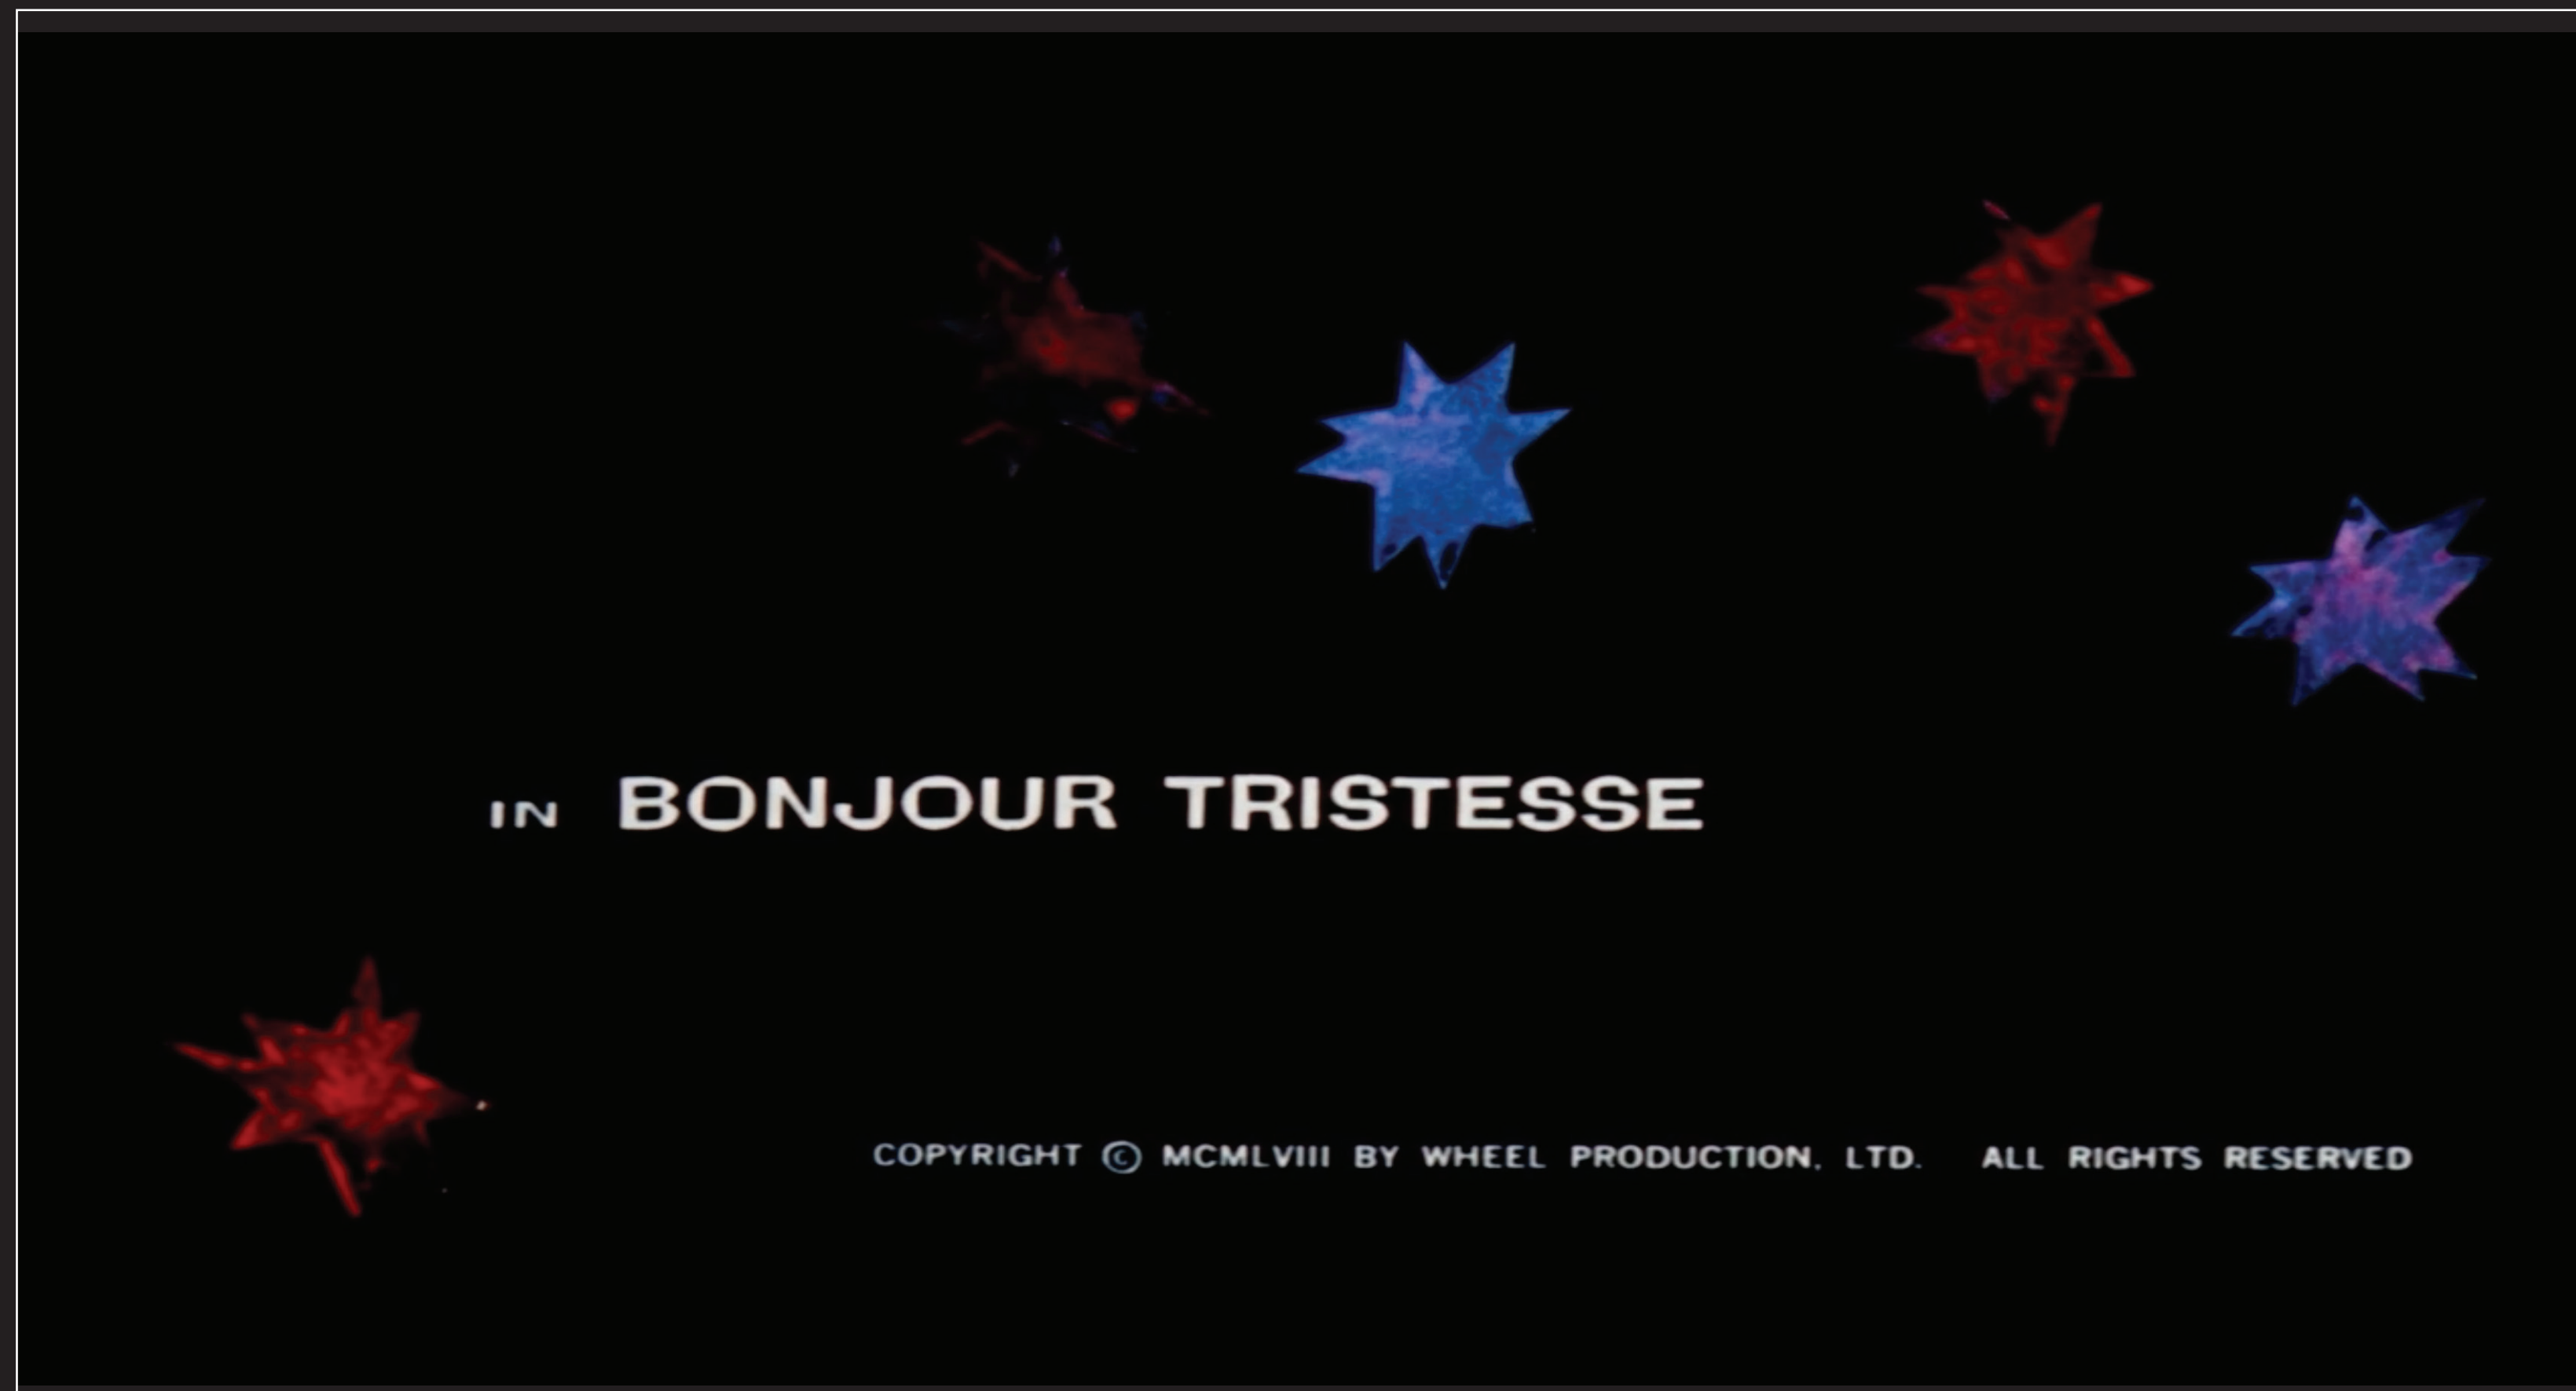 IN BONJOUR TRISTESSE
COPYRIGHT © MCMLVIII BY WHEEL PRODUCTION, LTD. ALL RIGHTS RESERVED